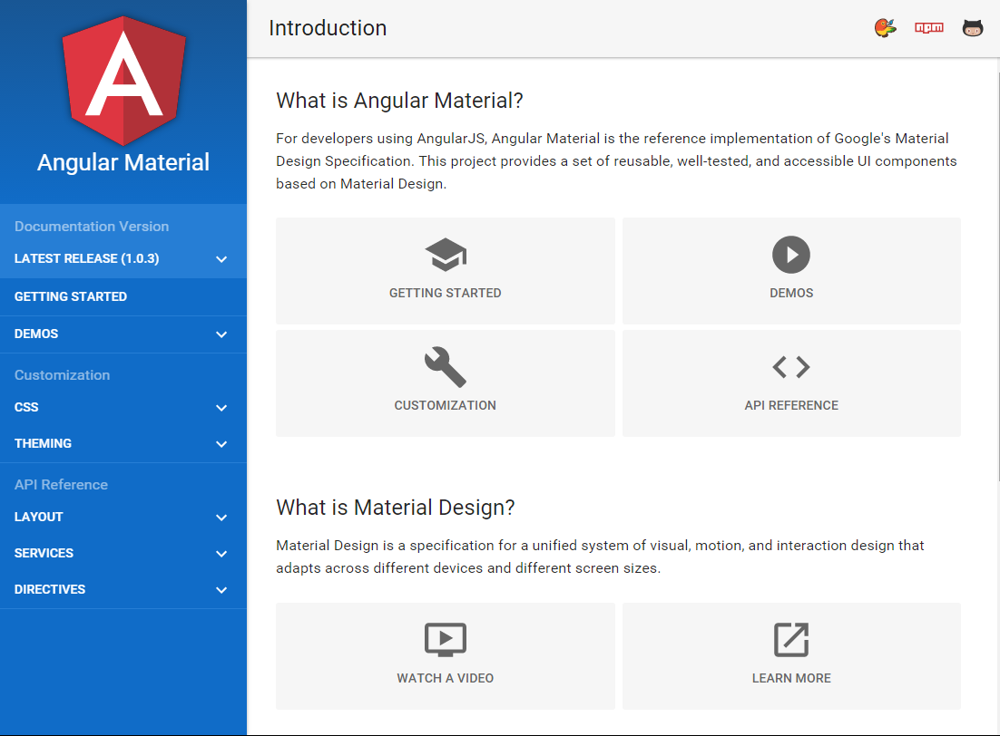 Angular Material
Documentation Version
LATEST RELEASE (1.0.3)
GETTING STARTED
DEMOS
Customization
CSS
THEMING
API Reference
LAYOUT
SERVICES
DIRECTIVES
Introduction
npm
What is Angular Material?
For developers using AngularJS, Angular Material is the reference implementation of Google's Material
Design Specification. This project provides a set of reusable, well-tested, and accessible UI components
based on Material Design.
GETTING STARTED
DEMOS
CUSTOMIZATION
API REFERENCE
What is Material Design?
Material Design is a specification for a unified system of visual, motion, and interaction design that
adapts across different devices and different screen sizes.
WATCH A VIDEO
LEARN MORE